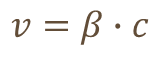 v = β · c